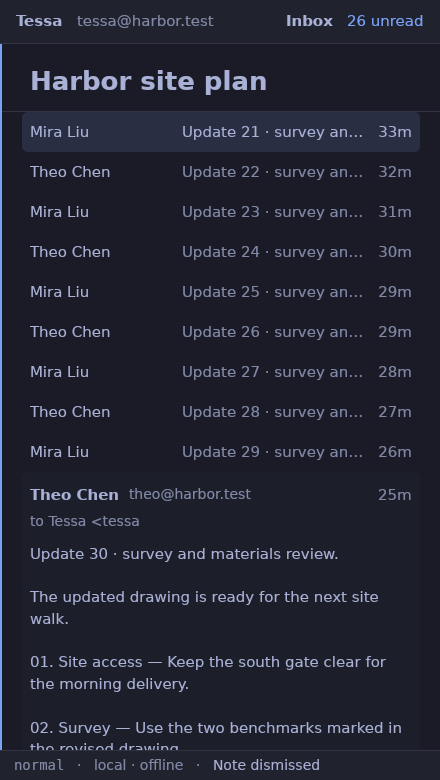 Tessa tessa@harbor.test Inbox 26 unread
Harbor site plan
Mira Liu Update 21 · survey an… 33m
Theo Chen Update 22 · survey an… 32m
Mira Liu Update 23 · survey an… 31m
Theo Chen Update 24 · survey an… 30m
Mira Liu Update 25 · survey an… 29m
Theo Chen Update 26 · survey an… 29m
Mira Liu Update 27 · survey an… 28m
Theo Chen Update 28 · survey an… 27m
Mira Liu Update 29 · survey an… 26m
Theo Chen theo@harbor.test 25m
to Tessa <tessa
Update 30 · survey and materials review.
The updated drawing is ready for the next site
walk.
01. Site access — Keep the south gate clear for
the morning delivery.
02. Survey — Use the two benchmarks marked in
the revised drawing.
normal · local · offline · Note dismissed